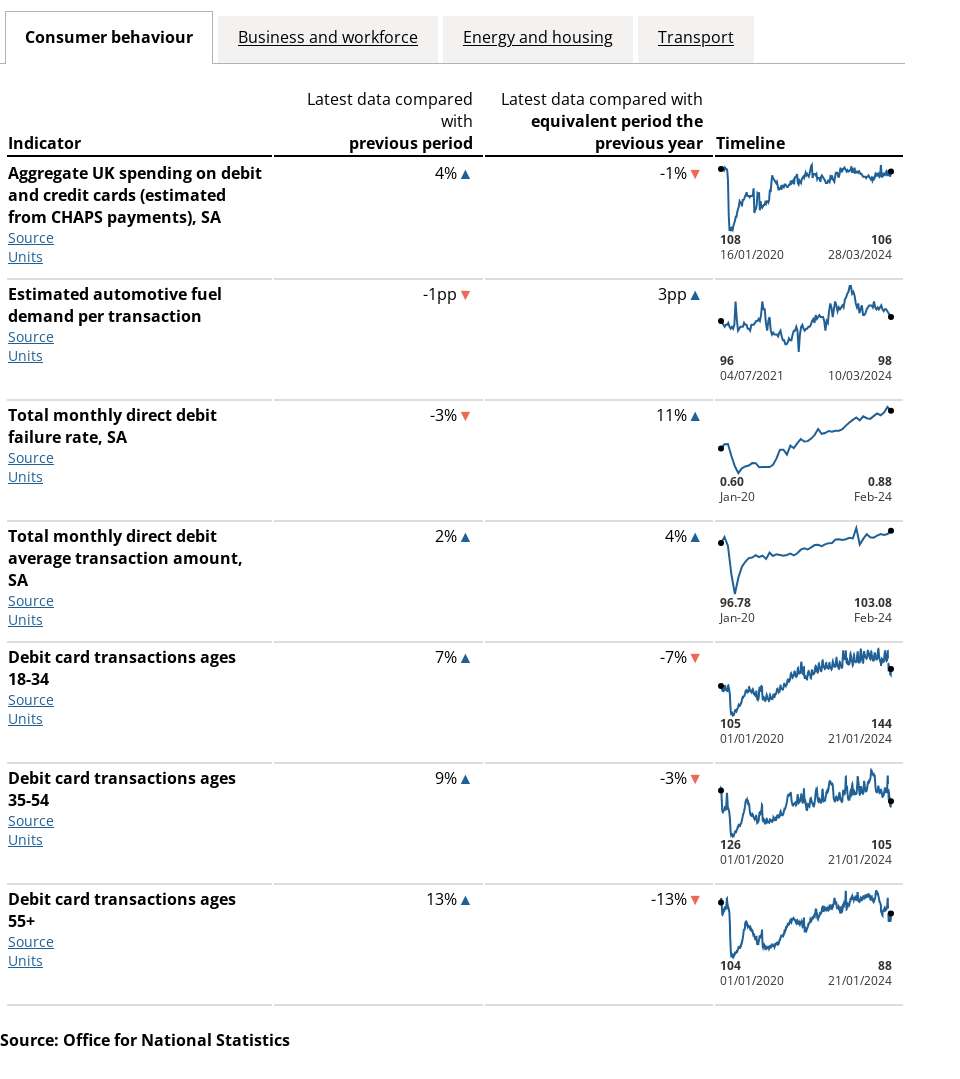 Consumer behaviour
Business and workforce
Energy and housing
Transport
Indicator
Latest data compared
with
previous period
Latest data compared with
equivalent period the
previous year
Timeline
Aggregate UK spending on debit
and credit cards (estimated
from CHAPS payments), SA
Source
Units
4%▲
-1%▼
108
16/01/2020
106
28/03/2024
Estimated automotive fuel
demand per transaction
Source
Units
-1pp▼
3pp▲
96
04/07/2021
98
10/03/2024
Total monthly direct debit
failure rate, SA
Source
Units
-3%▼
11%▲
0.60
Jan-20
0.88
Feb-24
Total monthly direct debit
average transaction amount,
SA
Source
Units
2%▲
4%▲
96.78
Jan-20
103.08
Feb-24
Debit card transactions ages
18-34
Source
Units
7%▲
-7%▼
105
01/01/2020
144
21/01/2024
Debit card transactions ages
35-54
Source
Units
9%▲
-3%▼
126
01/01/2020
105
21/01/2024
Debit card transactions ages
55+
Source
Units
13%▲
-13%▼
104
01/01/2020
88
21/01/2024
Source: Office for National Statistics